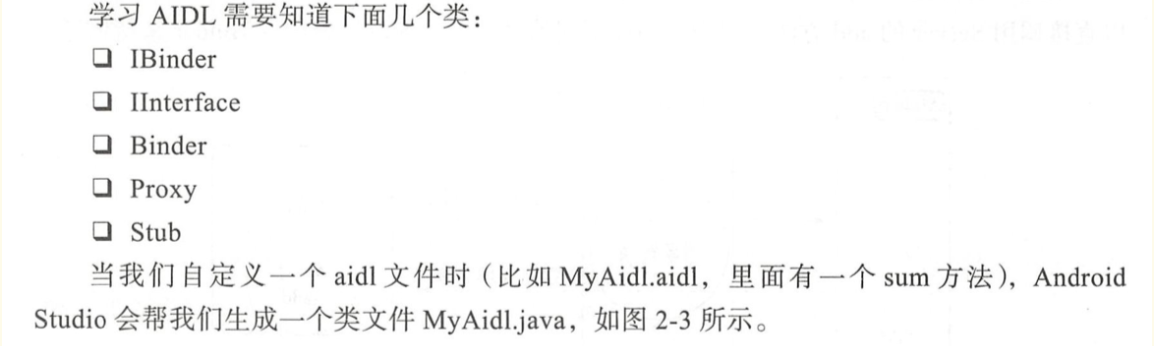 学习 AIDL 需要知道下面几个类：
❑ IBinder
❑ IInterface
❑ Binder
❑ Proxy
❑ Stub
当我们自定义一个 aidl 文件时（比如 MyAidl.aidl，里面有一个 sum 方法），Android
Studio 会帮我们生成一个类文件 MyAidl.java，如图 2-3 所示。